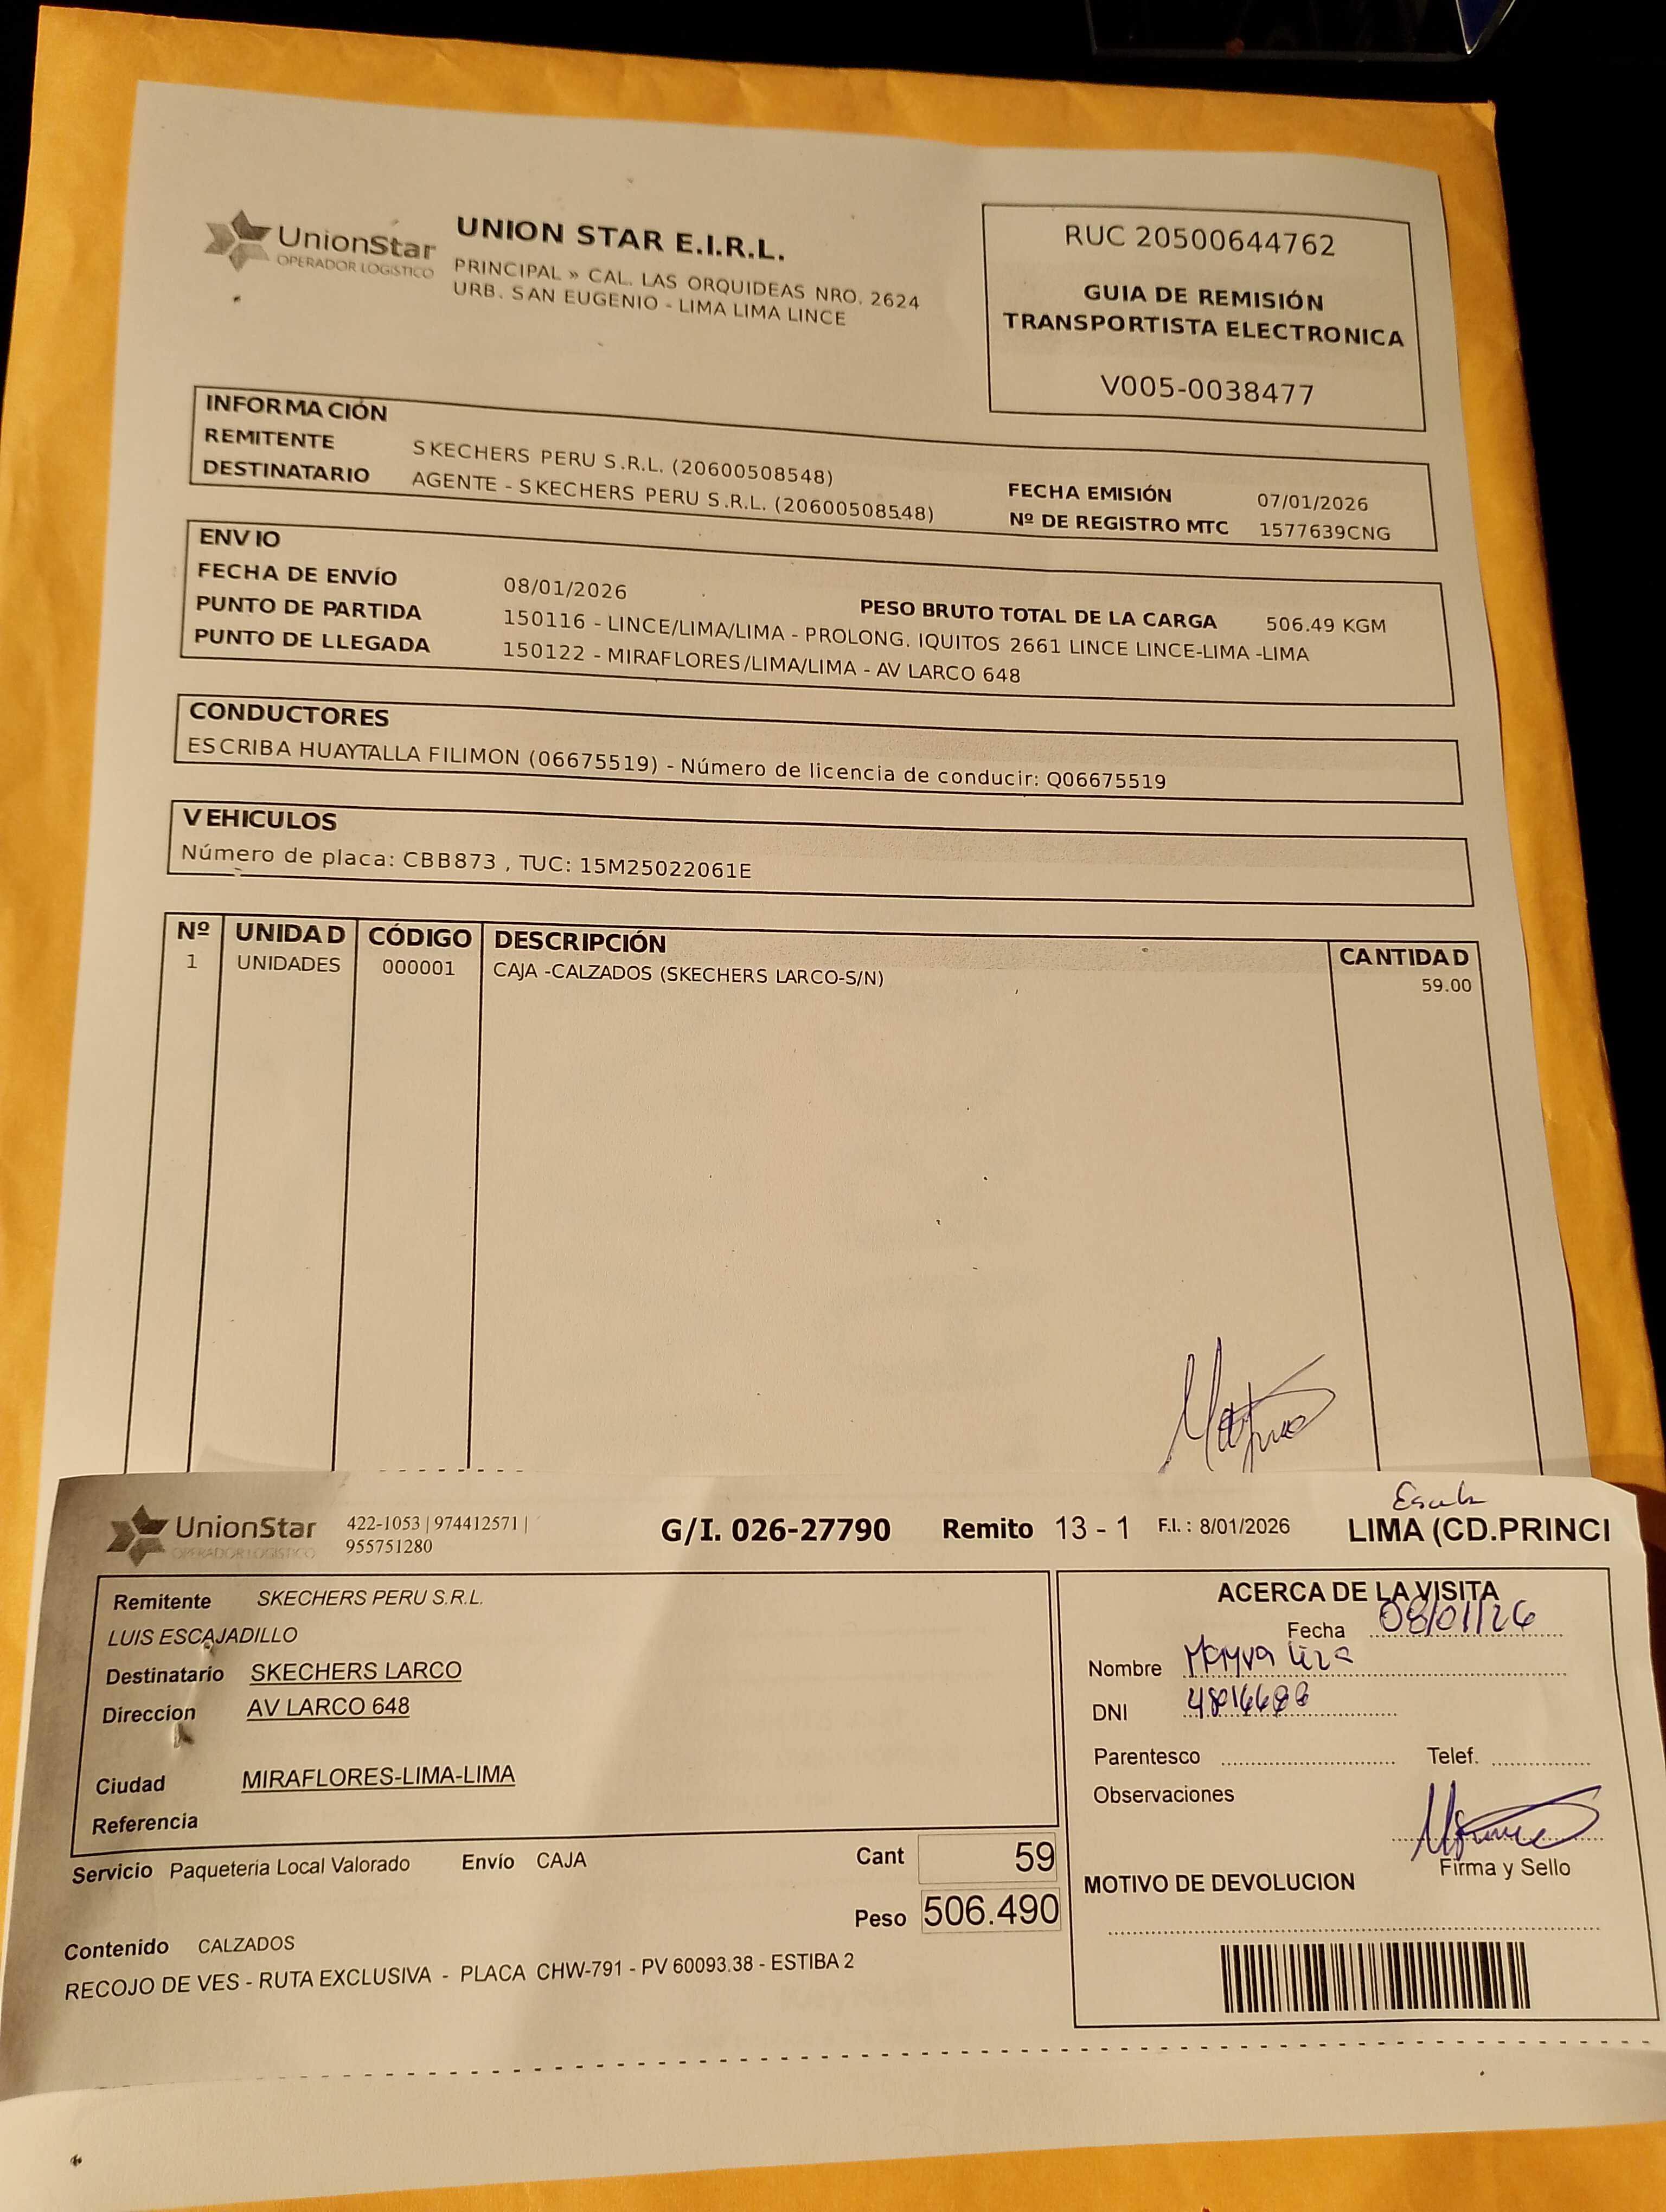 UnionStar
OPERADOR LOGISTICO
UNION STAR E.I.R.L.
PRINCIPAL » CAL. LAS ORQUIDEAS NRO. 2624
URB. SAN EUGENIO - LIMA LIMA LINCE
RUC 20500644762
GUIA DE REMISIÓN
TRANSPORTISTA ELECTRONICA
V005-0038477
INFORMACIÓN
REMITENTE SKECHERS PERU S.R.L. (20600508548)
DESTINATARIO AGENTE - SKECHERS PERU S.R.L. (20600508548)
FECHA EMISIÓN 07/01/2026
Nº DE REGISTRO MTC 1577639CNG
ENVIO
FECHA DE ENVÍO 08/01/2026 PESO BRUTO TOTAL DE LA CARGA 506.49 KGM
PUNTO DE PARTIDA 150116 - LINCE/LIMA/LIMA - PROLONG. IQUITOS 2661 LINCE LINCE-LIMA -LIMA
PUNTO DE LLEGADA 150122 - MIRAFLORES/LIMA/LIMA - AV LARCO 648
CONDUCTORES
ESCRIBA HUAYTALLA FILIMON (06675519) - Número de licencia de conducir: Q06675519
VEHICULOS
Número de placa: CBB873 , TUC: 15M25022061E
Nº UNIDAD CÓDIGO DESCRIPCIÓN CANTIDAD
1 UNIDADES 000001 CAJA -CALZADOS (SKECHERS LARCO-S/N) 59.00
UnionStar
OPERADOR LOGISTICO
422-1053 | 974412571 |
955751280
G/I. 026-27790 Remito 13 - 1 F.I. : 8/01/2026 LIMA (CD.PRINCI
Remitente SKECHERS PERU S.R.L.
LUIS ESCAJADILLO
Destinatario SKECHERS LARCO
Direccion AV LARCO 648
Ciudad MIRAFLORES-LIMA-LIMA
Referencia
Servicio Paqueteria Local Valorado Envío CAJA
Cant 59
Peso 506.490
Contenido CALZADOS
RECOJO DE VES - RUTA EXCLUSIVA - PLACA CHW-791 - PV 60093.38 - ESTIBA 2
ACERCA DE LA VISITA
Fecha 08/01/26
Nombre
DNI
Parentesco Telef.
Observaciones
Firma y Sello
MOTIVO DE DEVOLUCION